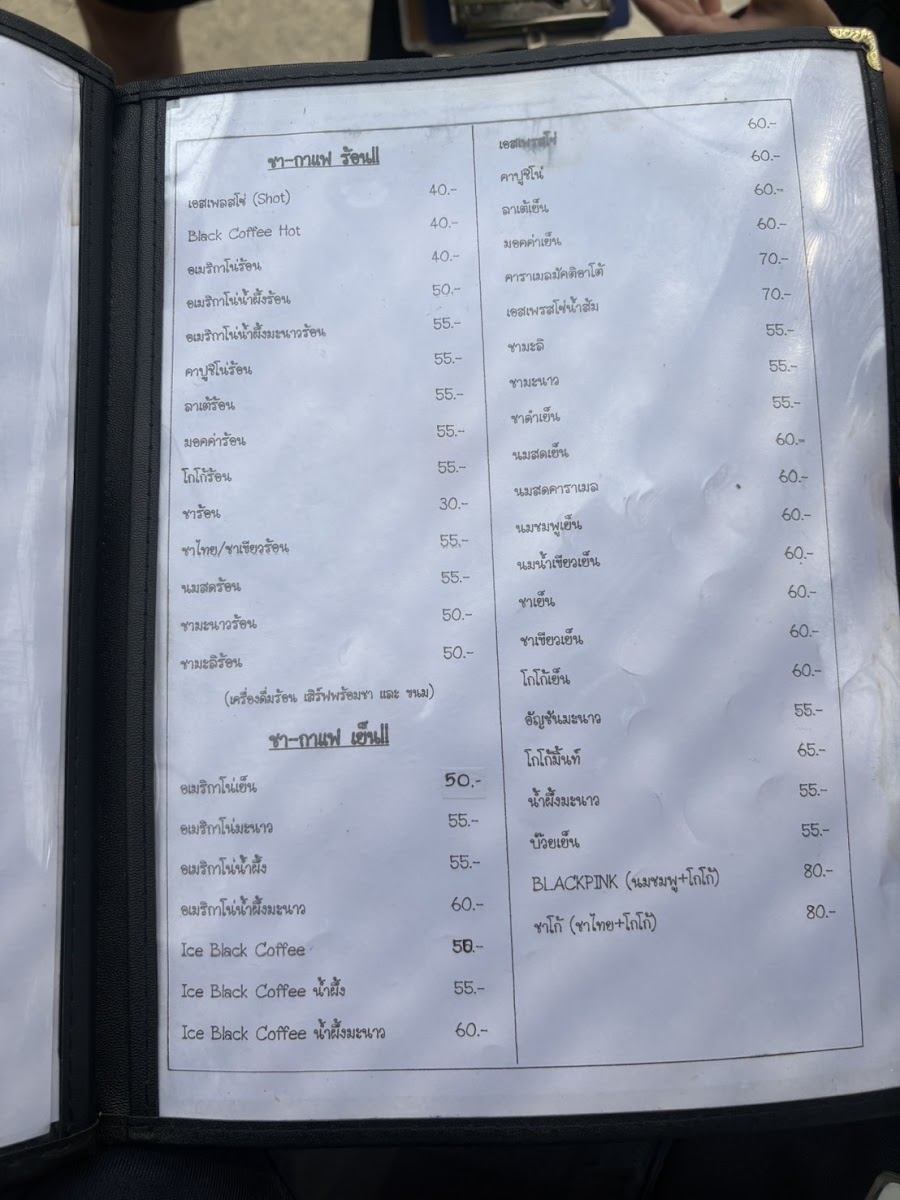 ชา-กาแฟ ร้อน!!
เอสเพลสโซ่ (Shot) 40.-
Black Coffee Hot 40.-
อเมริกาโน่ร้อน 40.-
อเมริกาโน่น้ำผึ้งร้อน 50.-
อเมริกาโน่น้ำผึ้งมะนาวร้อน 55.-
คาปูชิโน่ร้อน 55.-
ลาเต้ร้อน 55.-
มอคค่าร้อน 55.-
โกโก้ร้อน 55.-
ชาร้อน 30.-
ชาไทย/ชาเขียวร้อน 55.-
นมสดร้อน 55.-
ชามะนาวร้อน 50.-
ชามะลิร้อน 50.-
(เครื่องดื่มร้อน เสิร์ฟพร้อมชา และ ขนม)
ชา-กาแฟ เย็น!!
อเมริกาโน่เย็น 50.-
อเมริกาโน่มะนาว 55.-
อเมริกาโน่น้ำผึ้ง 55.-
อเมริกาโน่น้ำผึ้งมะนาว 60.-
Ice Black Coffee
Ice Black Coffee น้ำผึ้ง 55.-
Ice Black Coffee น้ำผึ้งมะนาว 60.-
เอสเพรสโซ่ 60.-
คาปูชิโน่ 60.-
ลาเต้เย็น 60.-
มอคค่าเย็น 60.-
คาราเมลมัคคิอาโต้ 70.-
เอสเพรสโซ่น้ำส้ม 70.-
ชามะลิ 55.-
ชามะนาว 55.-
ชาดำเย็น 55.-
นมสดเย็น 60.-
นมสดคาราเมล 60.-
นมชมพูเย็น 60.-
นมน้ำเขียวเย็น 60.-
ชาเย็น 60.-
ชาเขียวเย็น 60.-
โกโก้เย็น 60.-
อัญชันมะนาว 55.-
โกโก้มิ้นท์ 65.-
น้ำผึ้งมะนาว 55.-
บ๊วยเย็น 55.-
BLACKPINK (นมชมพู+โกโก้) 80.-
ชาโก้ (ชาไทย+โกโก้) 80.-